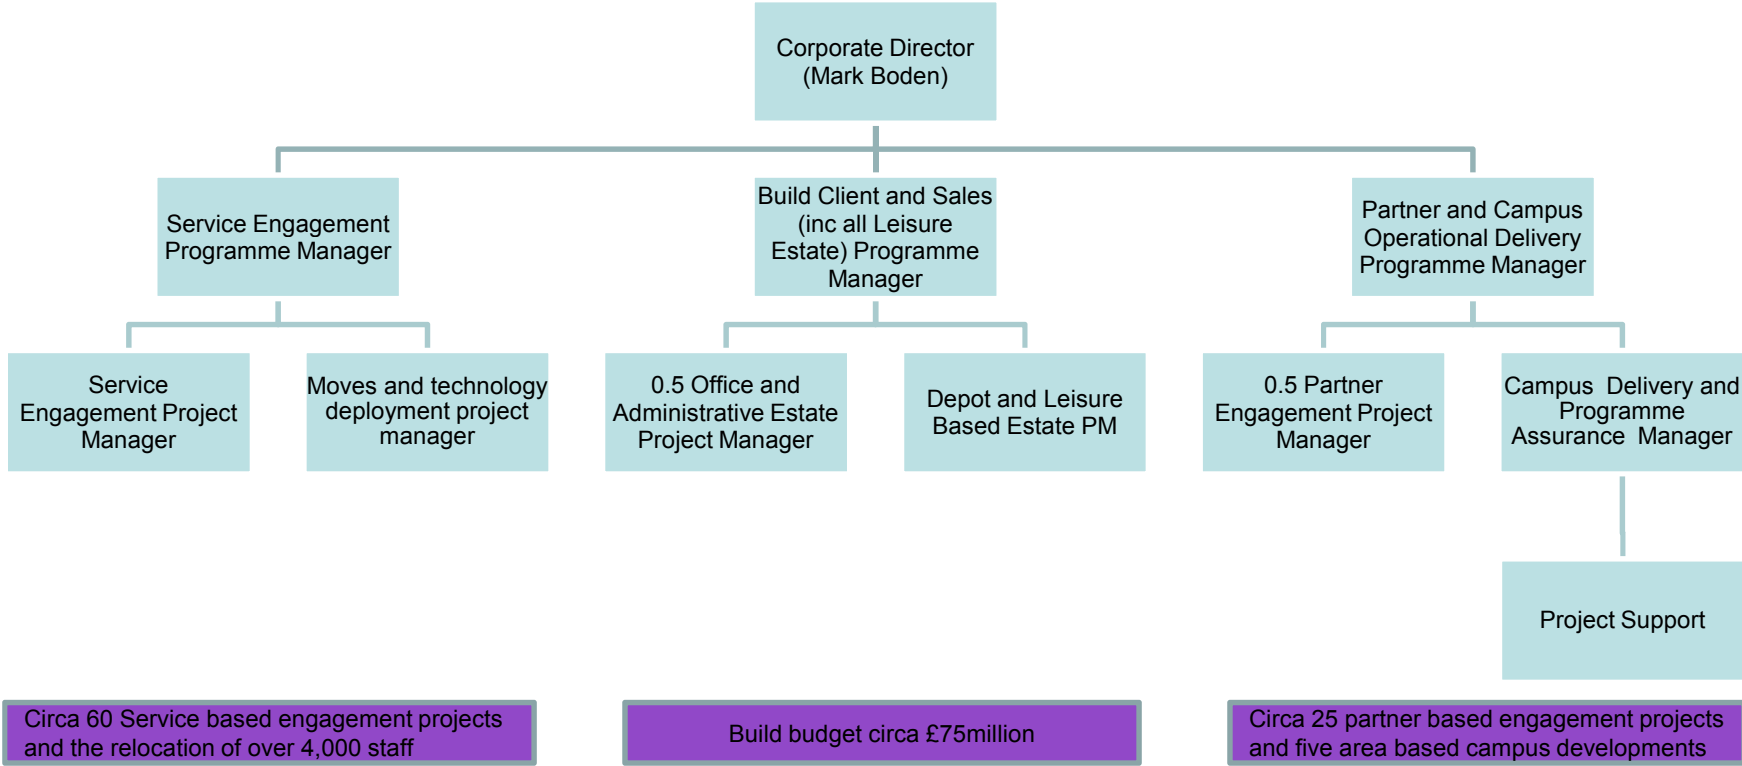 Corporate Director
(Mark Boden)
Service Engagement
Programme Manager
Build Client and Sales
(inc all Leisure
Estate) Programme
Manager
Partner and Campus
Operational Delivery
Programme Manager
Service
Engagement Project
Manager
Moves and technology
deployment project
manager
0.5 Office and
Administrative Estate
Project Manager
Depot and Leisure
Based Estate PM
0.5 Partner
Engagement Project
Manager
Campus Delivery and
Programme
Assurance Manager
Project Support
Circa 60 Service based engagement projects
and the relocation of over 4,000 staff
Build budget circa £75million
Circa 25 partner based engagement projects
and five area based campus developments